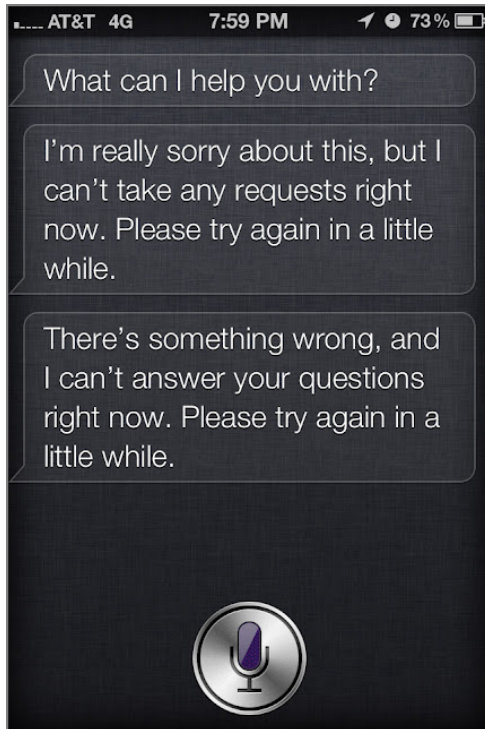 AT&T 4G 7:59 PM 73%
What can I help you with?
I’m really sorry about this, but I
can’t take any requests right
now. Please try again in a little
while.
There’s something wrong, and
I can’t answer your questions
right now. Please try again in a
little while.